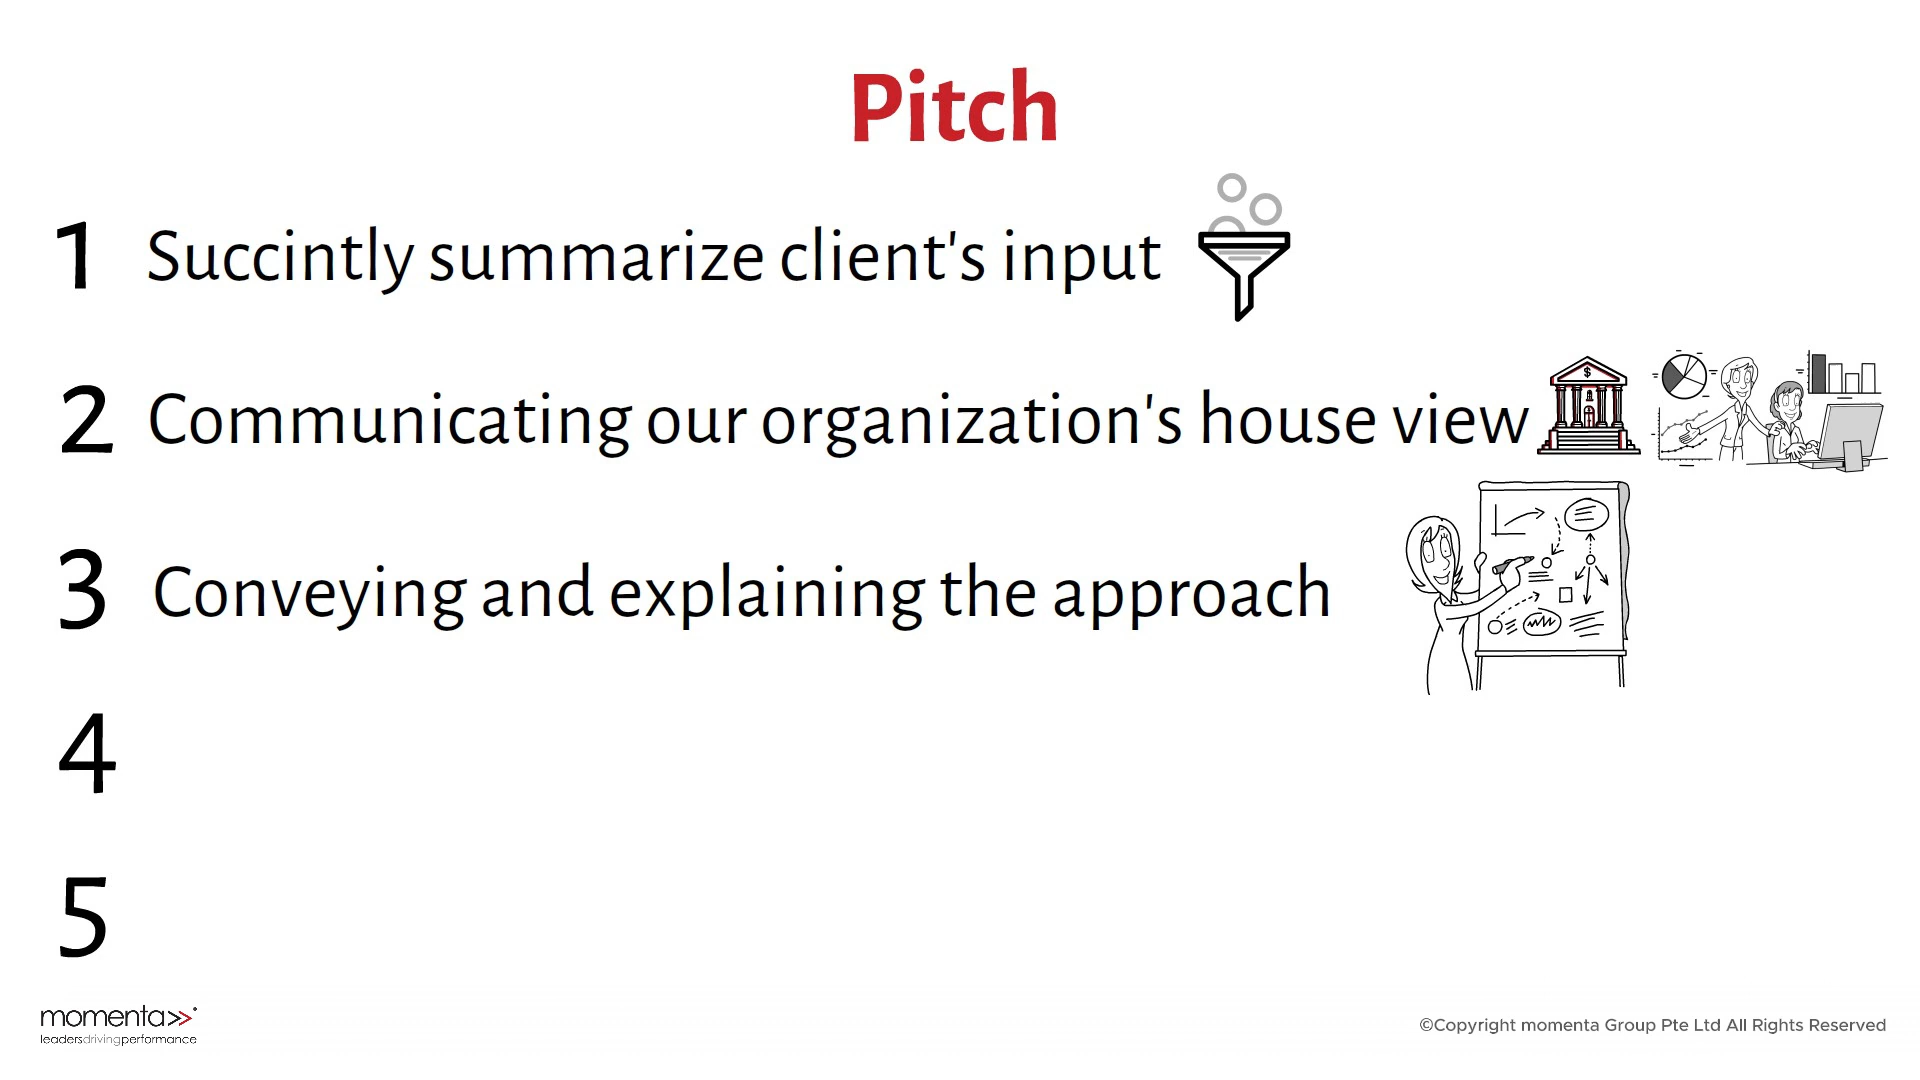 Pitch
1 Succintly summarize client's input
2 Communicating our organization's house view
$
3 Conveying and explaining the approach
4
5
momenta>>
leadersdrivingperformance
©Copyright momenta Group Pte Ltd All Rights Reserved